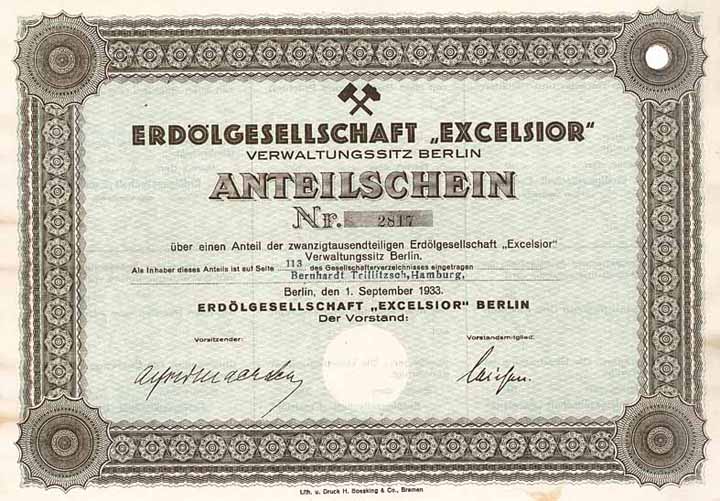 ERDÖLGESELLSCHAFT „EXCELSIOR“
VERWALTUNGSSITZ BERLIN
ANTEILSCHEIN
Nr. 2817
über einen Anteil der zwanzigtausendteiligen Erdölgesellschaft „Excelsior“
Verwaltungssitz Berlin.
Als Inhaber dieses Anteils ist auf Seite 113 des Gesellschafterverzeichnisses eingetragen
Bernhardt Trillitzsch, Hamburg,
Berlin, den 1. September 1933.
ERDÖLGESELLSCHAFT „EXCELSIOR“ BERLIN
Der Vorstand:
Vorsitzender: Vorstandsmitglied:
Lith. u. Druck H. Boesking & Co., Bremen